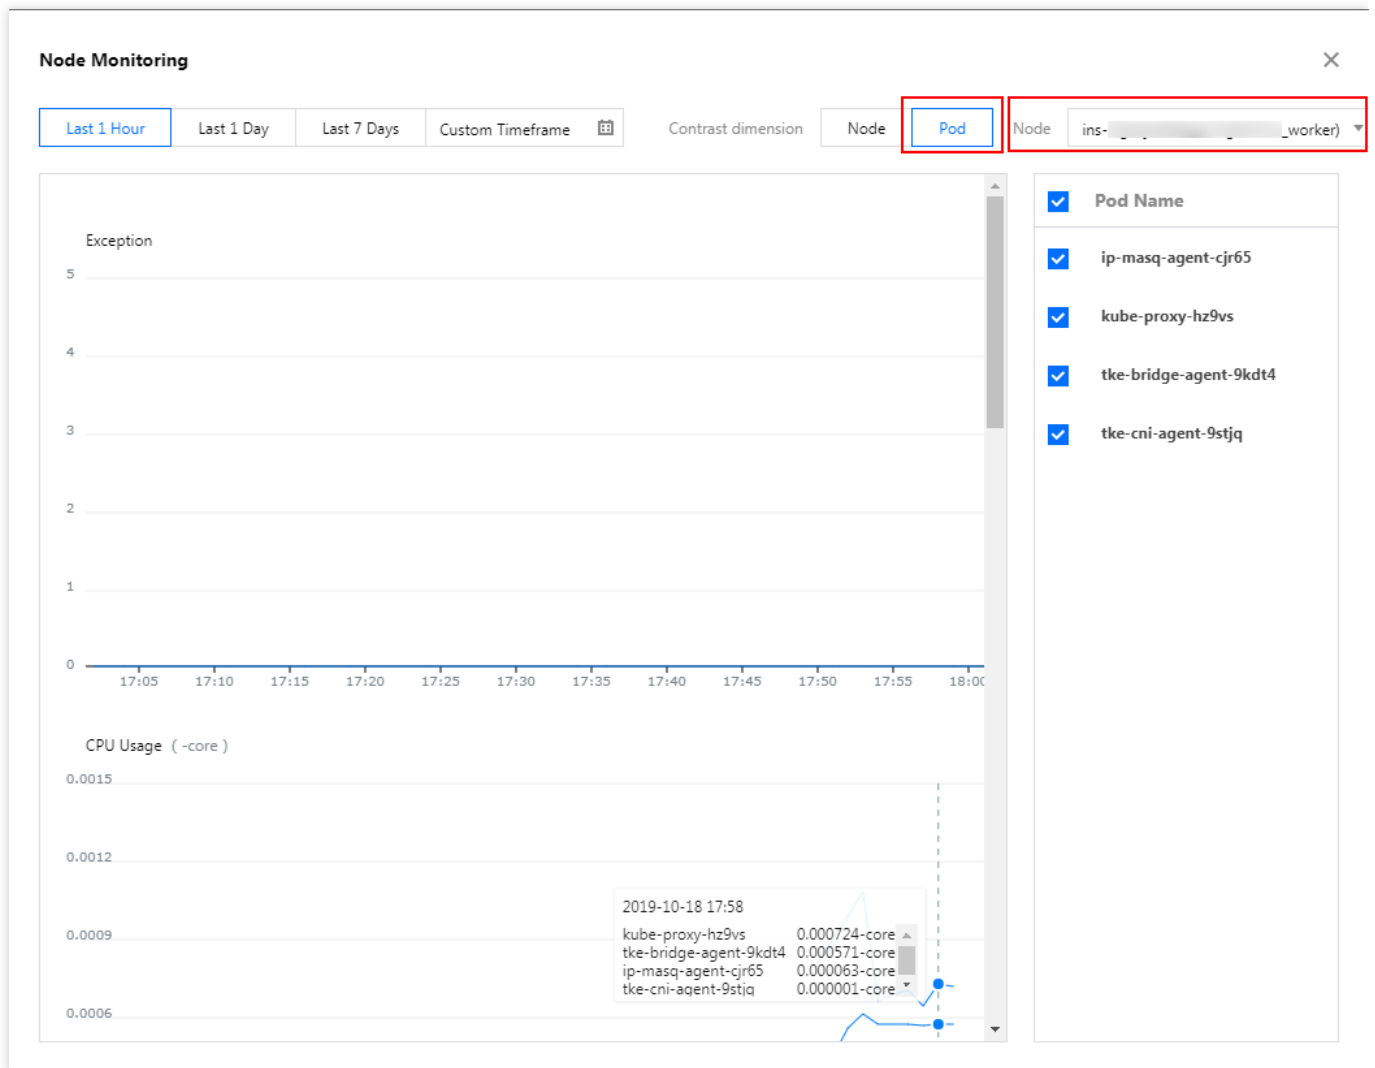 Node Monitoring
Last 1 Hour Last 1 Day Last 7 Days Custom Timeframe Contrast dimension Node Pod Node ins- _worker)
Pod Name
ip-masq-agent-cjr65
kube-proxy-hz9vs
tke-bridge-agent-9kdt4
tke-cni-agent-9stjq
Exception
5
4
3
2
1
0
17:05 17:10 17:15 17:20 17:25 17:30 17:35 17:40 17:45 17:50 17:55 18:00
CPU Usage ( -core )
0.0015
0.0012
0.0009
0.0006
2019-10-18 17:58
kube-proxy-hz9vs 0.000724-core
tke-bridge-agent-9kdt4 0.000571-core
ip-masq-agent-cjr65 0.000063-core
tke-cni-agent-9stjq 0.000001-core